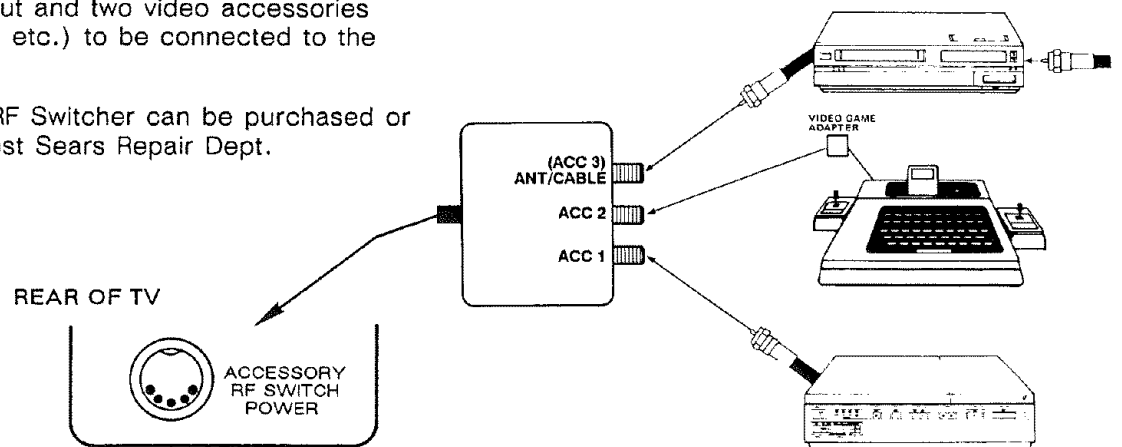 ut and two video accessories
etc.) to be connected to the
RF Switcher can be purchased or
st Sears Repair Dept.
VIDEO GAME
ADAPTER
(ACC 3)
ANT/CABLE
ACC 2
ACC 1
REAR OF TV
ACCESSORY
RF SWITCH
POWER